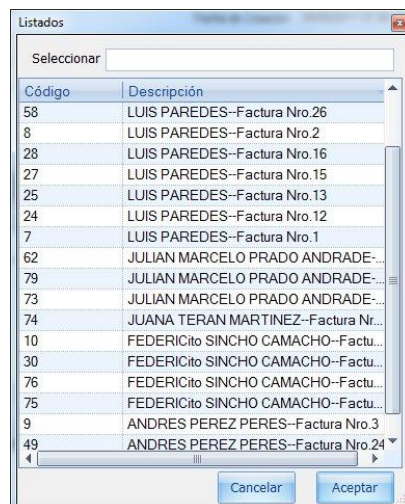 Listados
Seleccionar
Código Descripción
58 LUIS PAREDES--Factura Nro.26
8 LUIS PAREDES--Factura Nro.2
28 LUIS PAREDES--Factura Nro.16
27 LUIS PAREDES--Factura Nro.15
25 LUIS PAREDES--Factura Nro.13
24 LUIS PAREDES--Factura Nro.12
7 LUIS PAREDES--Factura Nro.1
62 JULIAN MARCELO PRADO ANDRADE-...
79 JULIAN MARCELO PRADO ANDRADE-...
73 JULIAN MARCELO PRADO ANDRADE-...
74 JUANA TERAN MARTINEZ--Factura Nr...
10 FEDERICito SINCHO CAMACHO--Factu...
30 FEDERICito SINCHO CAMACHO--Factu...
76 FEDERICito SINCHO CAMACHO--Factu...
75 FEDERICito SINCHO CAMACHO--Factu...
9 ANDRES PEREZ PERES--Factura Nro.3
49 ANDRES PEREZ PERES--Factura Nro.24
Cancelar Aceptar